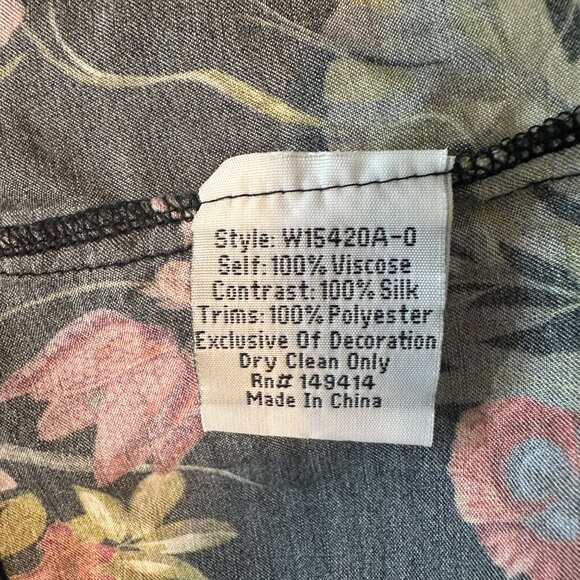 Style: W15420A-0
Self: 100% Viscose
Contrast: 100% Silk
Trims: 100% Polyester
Exclusive Of Decoration
Dry Clean Only
Rn# 149414
Made In China